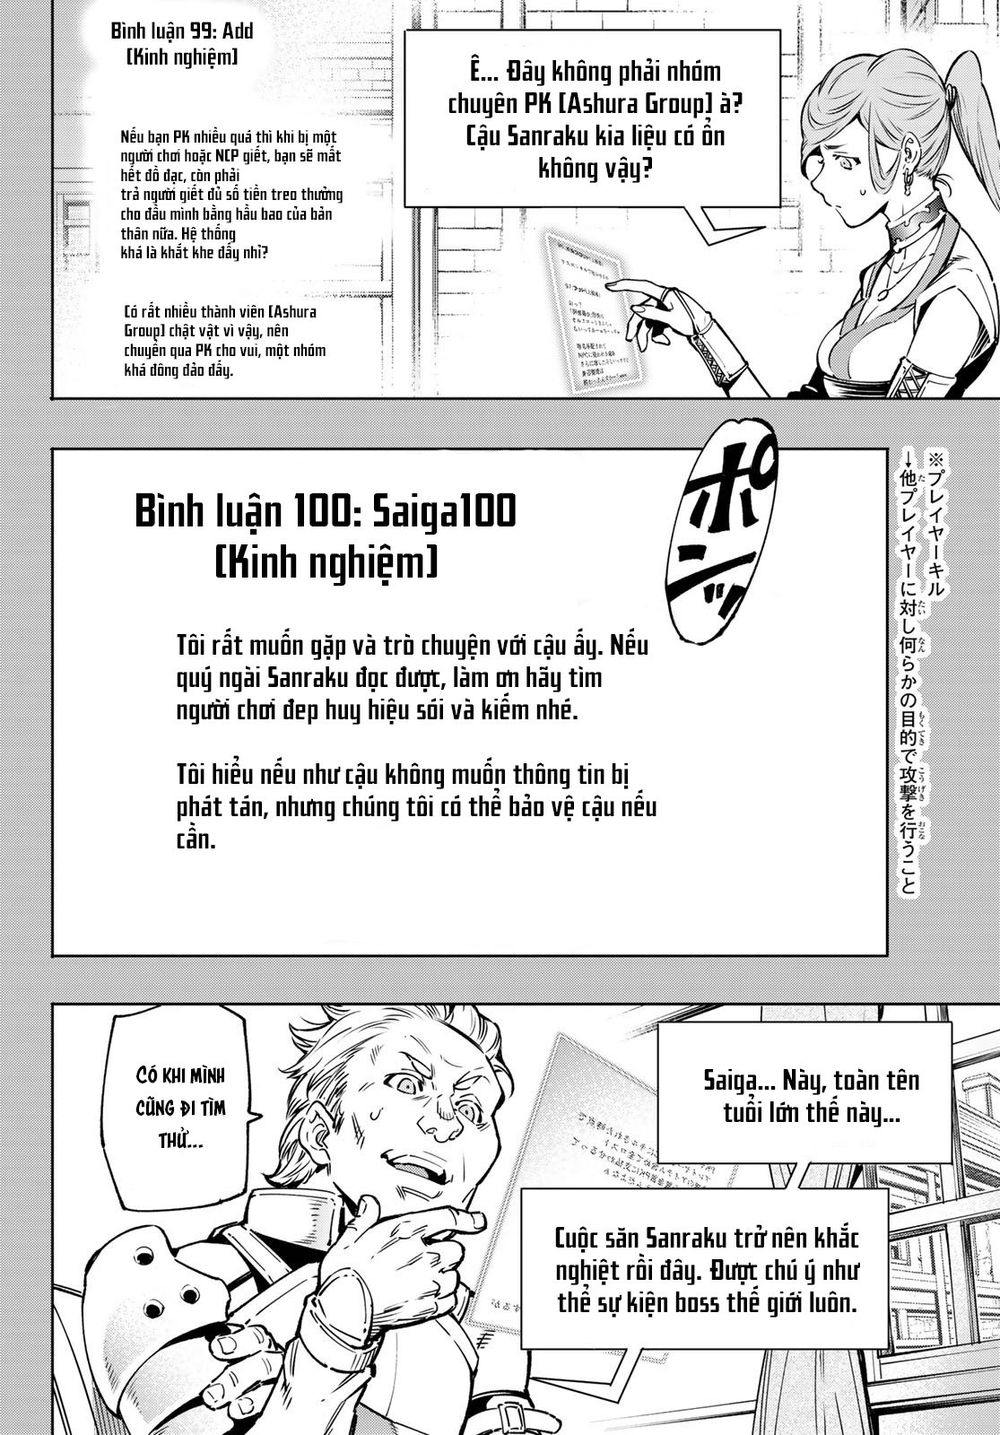 Bình luận 99: Add
[Kinh nghiệm]
Nếu bạn PK nhiều quá thì khi bị một
người chơi hoặc NCP giết, bạn sẽ mất
hết đồ đạc, còn phải
trả người giết đủ số tiền treo thưởng
cho đầu mình bằng hầu bao của bản
thân nữa. Hệ thống
khá là khắt khe đấy nhỉ?
Có rất nhiều thành viên [Ashura
Group] chật vật vì vậy, nên
chuyển qua PK cho vui, một nhóm
khá đông đảo đấy.
Ê... Đây không phải nhóm
chuyên PK [Ashura Group] à?
Cậu Sanraku kia liệu có ổn
không vậy?
※プレイヤーキル
→他プレイヤーに対し何らかの目的で攻撃を行うこと
ポンッ
Bình luận 100: Saiga100
[Kinh nghiệm]
Tôi rất muốn gặp và trò chuyện với cậu ấy. Nếu
quý ngài Sanraku đọc được, làm ơn hãy tìm
người chơi đep huy hiệu sói và kiếm nhé.
Tôi hiểu nếu như cậu không muốn thông tin bị
phát tán, nhưng chúng tôi có thể bảo vệ cậu nếu
cần.
Có khi mình
cũng đi tìm
thử...
Saiga... Này, toàn tên
tuổi lớn thế này...
Cuộc săn Sanraku trở nên khắc
nghiệt rồi đây. Được chú ý như
thể sự kiện boss thế giới luôn.